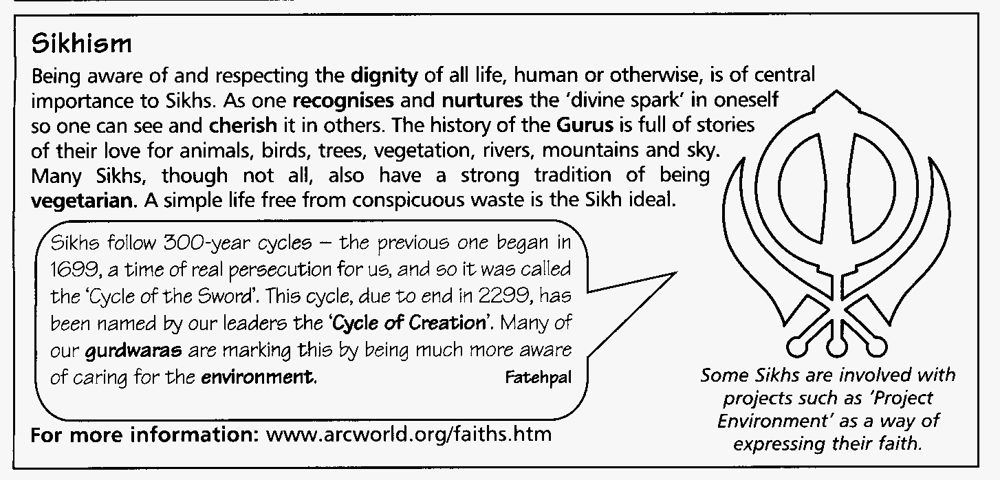 Sikhism
Being aware of and respecting the dignity of all life, human or otherwise, is of central
importance to Sikhs. As one recognises and nurtures the 'divine spark' in oneself
so one can see and cherish it in others. The history of the Gurus is full of stories
of their love for animals, birds, trees, vegetation, rivers, mountains and sky.
Many Sikhs, though not all, also have a strong tradition of being
vegetarian. A simple life free from conspicuous waste is the Sikh ideal.
Sikhs follow 300-year cycles – the previous one began in
1699, a time of real persecution for us, and so it was called
the 'Cycle of the Sword'. This cycle, due to end in 2299, has
been named by our leaders the 'Cycle of Creation'. Many of
our gurdwaras are marking this by being much more aware
of caring for the environment. Fatehpal
Some Sikhs are involved with
projects such as 'Project
Environment' as a way of
expressing their faith.
For more information: www.arcworld.org/faiths.htm